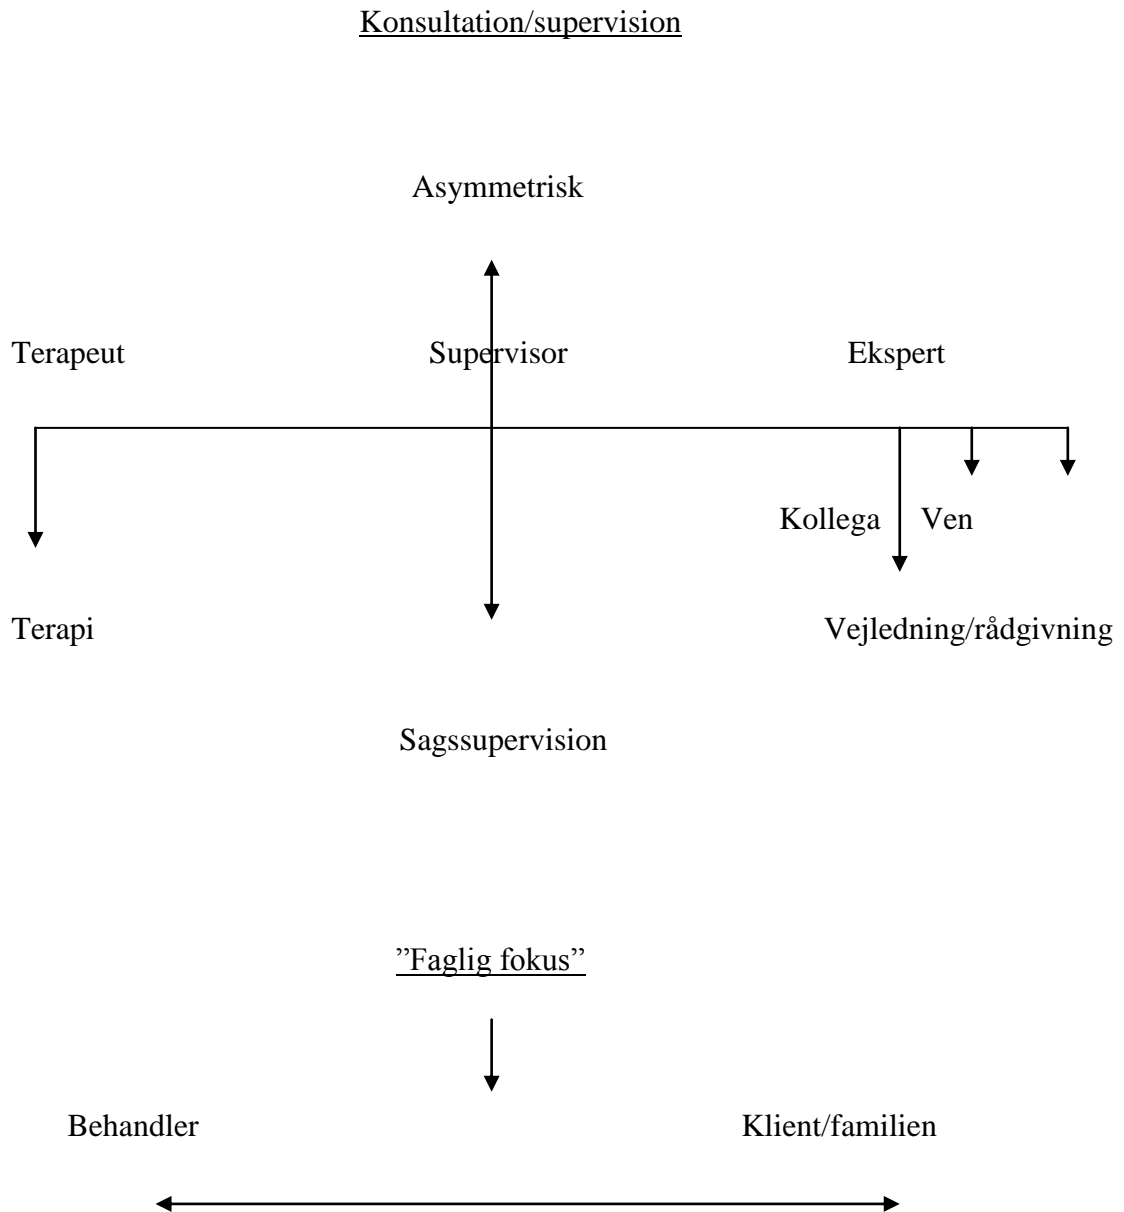 Konsultation/supervision
Asymmetrisk
Terapeut Supervisor Ekspert
Kollega Ven
Terapi Vejledning/rådgivning
Sagssupervision
”Faglig fokus”
Behandler Klient/familien